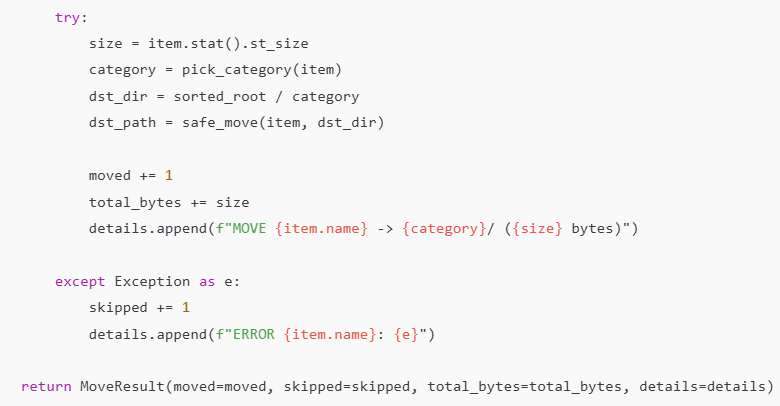 try:
size = item.stat().st_size
category = pick_category(item)
dst_dir = sorted_root / category
dst_path = safe_move(item, dst_dir)
moved += 1
total_bytes += size
details.append(f"MOVE {item.name} -> {category}/ ({size} bytes)")
except Exception as e:
skipped += 1
details.append(f"ERROR {item.name}: {e}")
return MoveResult(moved=moved, skipped=skipped, total_bytes=total_bytes, details=details)